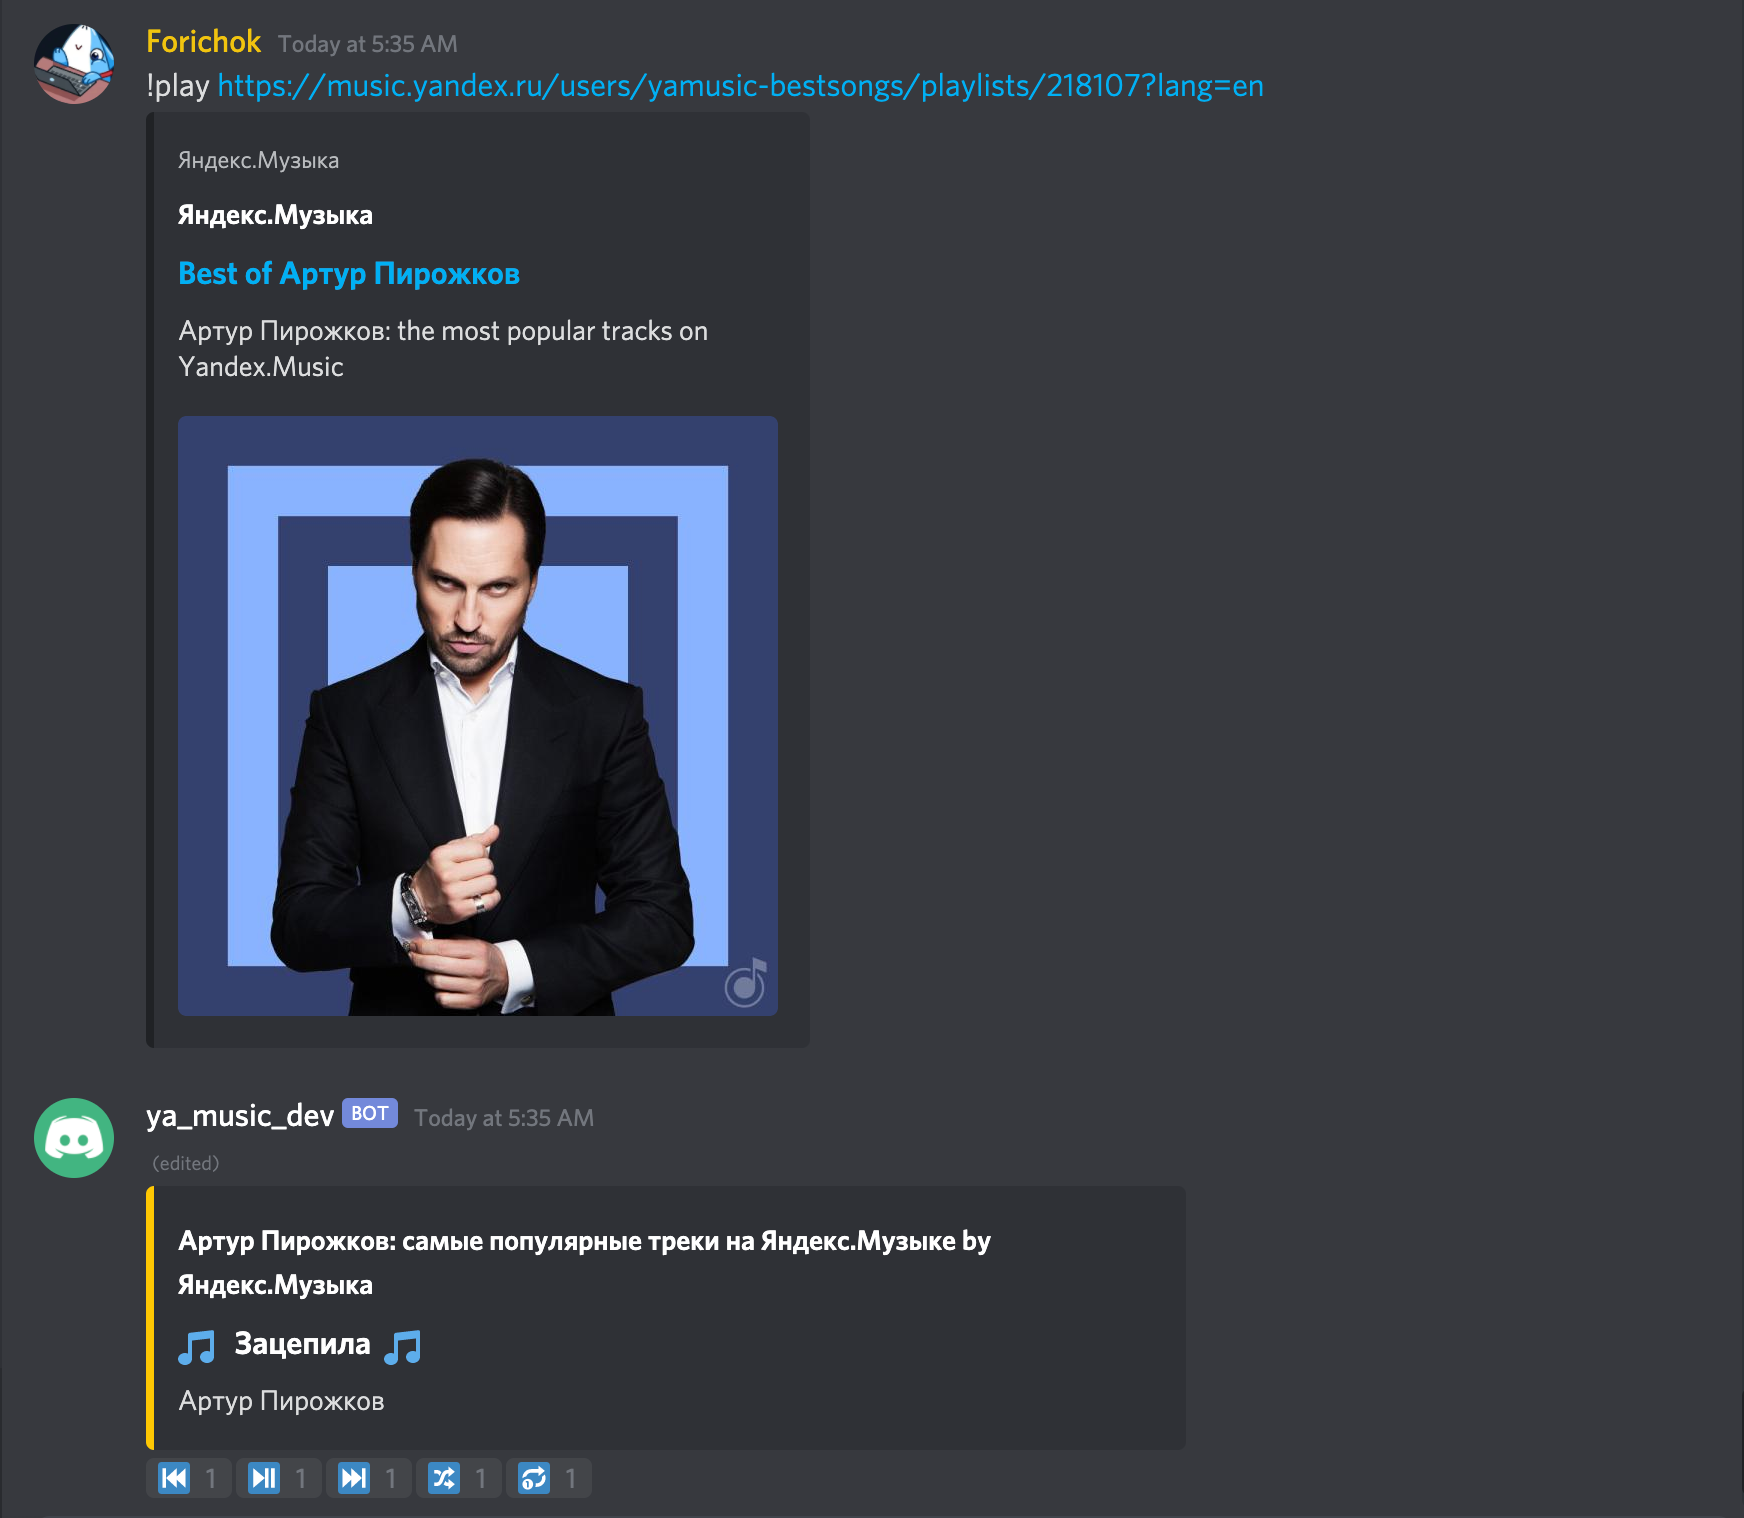 Forichok Today at 5:35 AM
!play https://music.yandex.ru/users/yamusic-bestsongs/playlists/218107?lang=en
Яндекс.Музыка
Яндекс.Музыка
Best of Артур Пирожков
Артур Пирожков: the most popular tracks on
Yandex.Music
ya_music_dev BOT Today at 5:35 AM
(edited)
Артур Пирожков: самые популярные треки на Яндекс.Музыке by
Яндекс.Музыка
Зацепила
Артур Пирожков
1 1 1 1 1